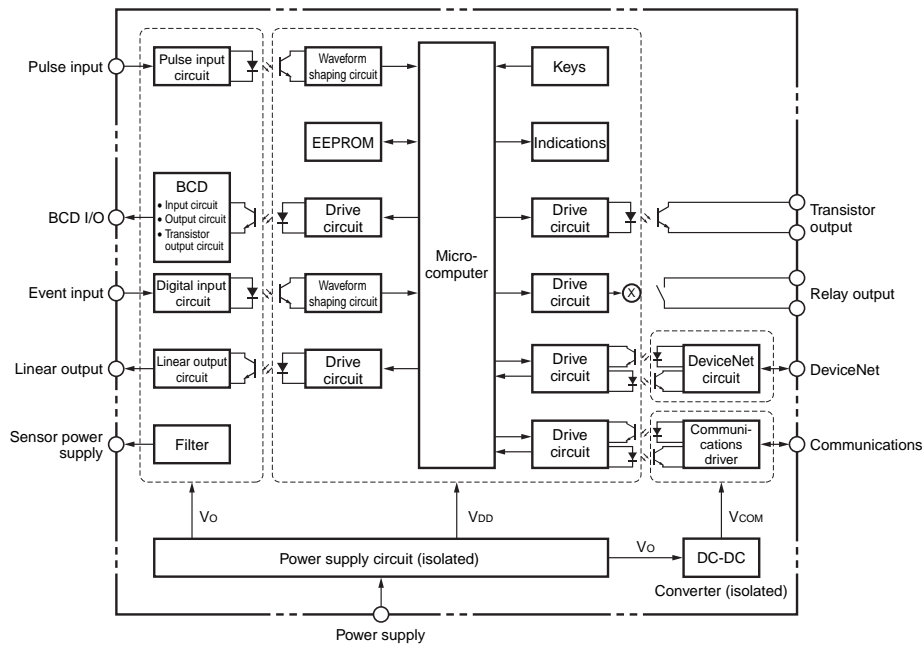 Pulse input
Pulse input
circuit
Waveform
shaping circuit
Keys
EEPROM
Indications
BCD I/O
BCD
• Input circuit
• Output circuit
• Transistor
output circuit
Drive
circuit
Micro-
computer
Drive
circuit
Transistor
output
Event input
Digital input
circuit
Waveform
shaping circuit
Drive
circuit
X
Relay output
Linear output
Linear output
circuit
Drive
circuit
Drive
circuit
DeviceNet
circuit
DeviceNet
Sensor power
supply
Filter
Drive
circuit
Communi-
cations
driver
Communications
VO
VDD
VCOM
Power supply circuit (isolated)
VO
DC-DC
Converter (isolated)
Power supply